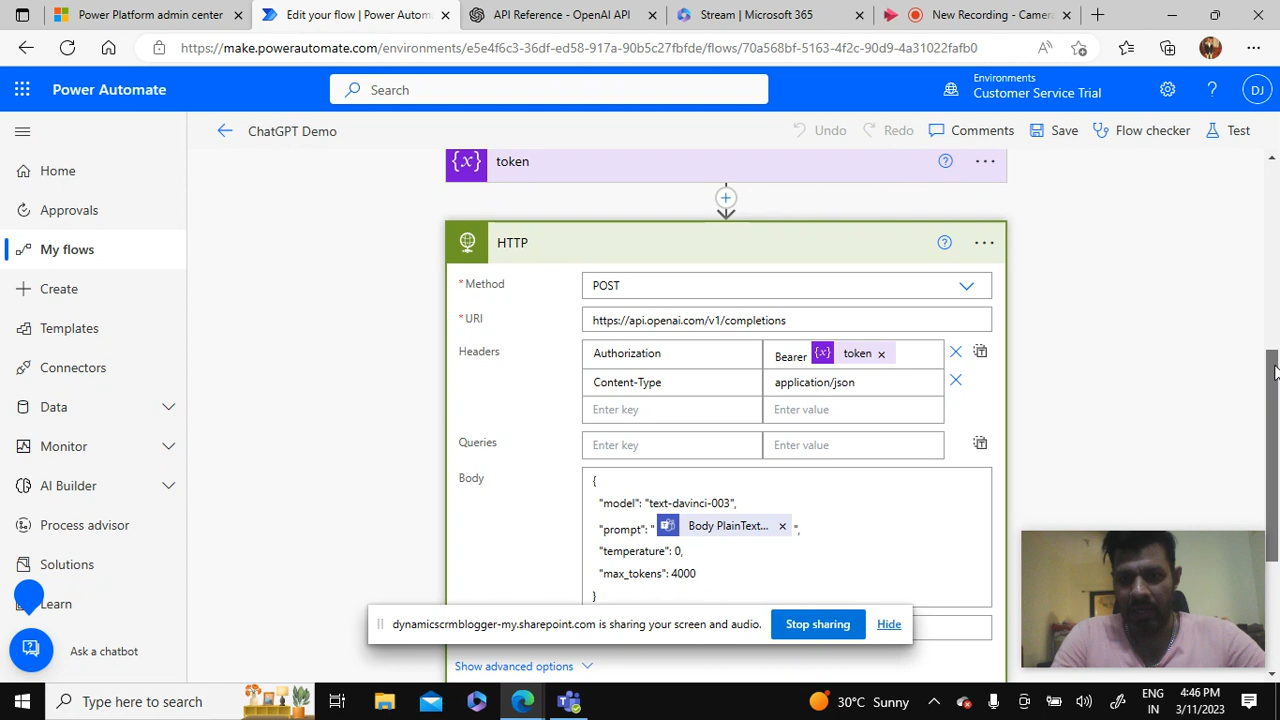 Power Platform admin center
Edit your flow | Power Autom
API Reference - OpenAI API
Stream | Microsoft 365
New Recording - Camer
https://make.powerautomate.com/environments/e5e4f6c3-36df-ed58-917a-90b5c27fbfde/flows/70a568bf-5163-4f2c-90d9-4a31022fafb0
Power Automate
Search
Environments
Customer Service Trial
DJ
ChatGPT Demo
Undo
Redo
Comments
Save
Flow checker
Test
Home
Approvals
My flows
Create
Templates
Connectors
Data
Monitor
AI Builder
Process advisor
Solutions
Learn
Ask a chatbot
{x} token
HTTP
* Method
POST
* URI
https://api.openai.com/v1/completions
Headers
Authorization
Bearer {x} token
Content-Type
application/json
Enter key
Enter value
Queries
Enter key
Enter value
Body
{
"model": "text-davinci-003",
"prompt": " Body PlainText... ",
"temperature": 0,
"max_tokens": 4000
}
dynamicscrmblogger-my.sharepoint.com is sharing your screen and audio.
Stop sharing
Hide
Show advanced options
Type here to search
30°C Sunny
ENG
IN
4:46 PM
3/11/2023